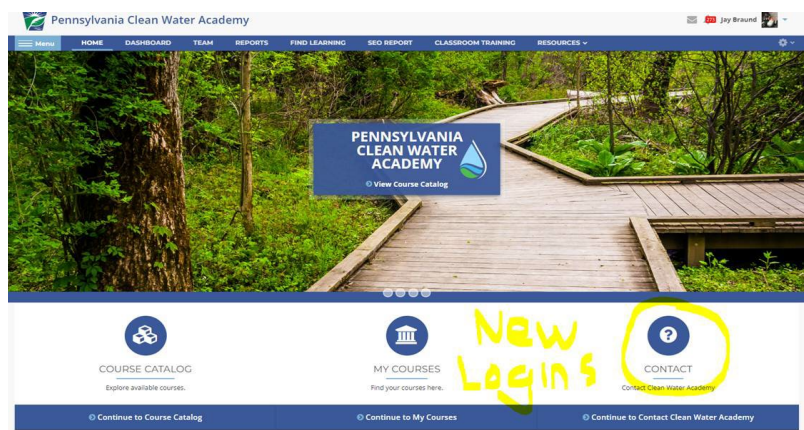 Pennsylvania Clean Water Academy
271 Jay Braund
Menu HOME DASHBOARD TEAM REPORTS FIND LEARNING SEO REPORT CLASSROOM TRAINING RESOURCES
PENNSYLVANIA
CLEAN WATER
ACADEMY
View Course Catalog
New
Logins
COURSE CATALOG
Explore available courses.
MY COURSES
Find your courses here.
CONTACT
Contact Clean Water Academy
Continue to Course Catalog
Continue to My Courses
Continue to Contact Clean Water Academy